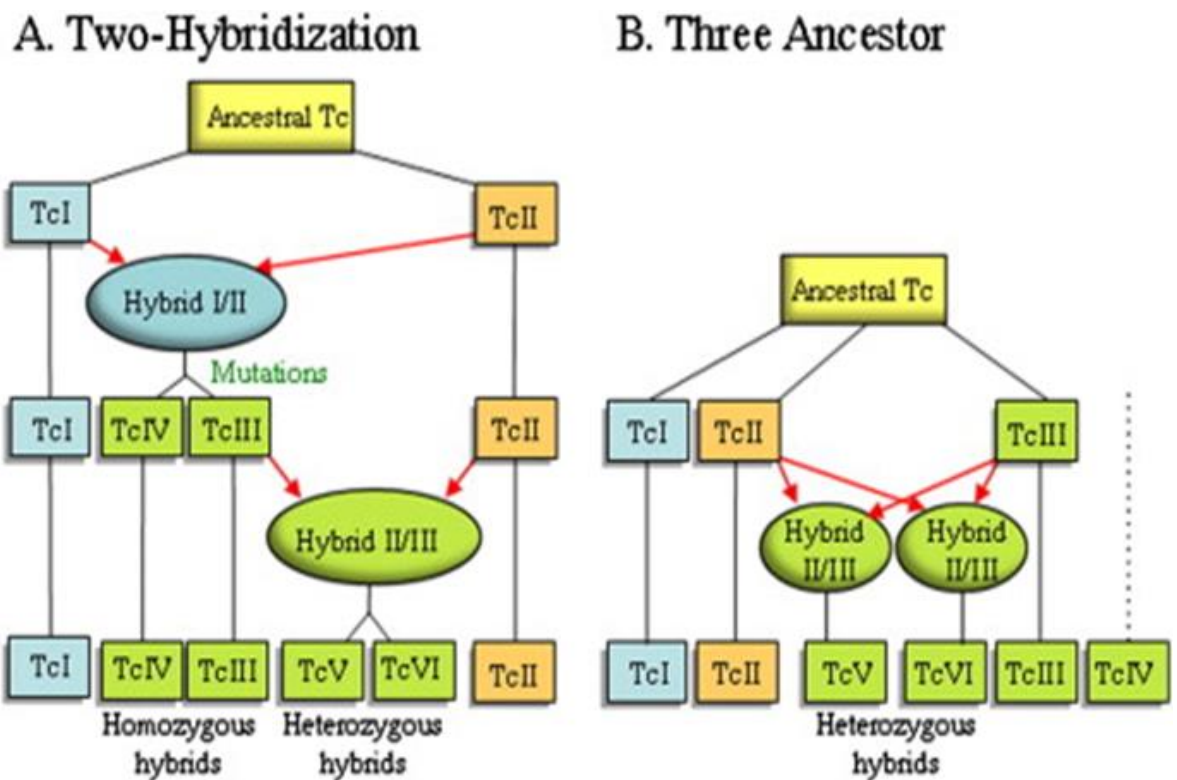 A. Two-Hybridization
Ancestral Tc
TcI
TcII
Hybrid I/II
Mutations
TcI
TcIV
TcIII
TcII
Hybrid II/III
TcI
TcIV
TcIII
TcV
TcVI
TcII
Homozygous
hybrids
Heterozygous
hybrids
B. Three Ancestor
Ancestral Tc
TcI
TcII
TcIII
Hybrid
II/III
Hybrid
II/III
TcI
TcII
TcV
TcVI
TcIII
TcIV
Heterozygous
hybrids